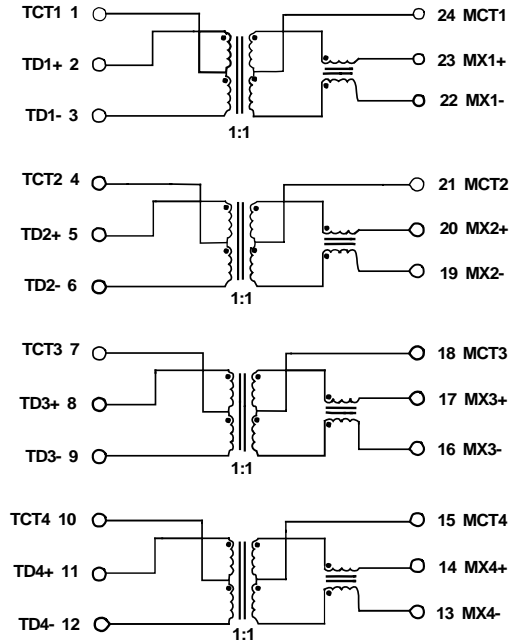 TCT1 1
24 MCT1
TD1+ 2
23 MX1+
22 MX1-
TD1- 3
1:1
TCT2 4
21 MCT2
TD2+ 5
20 MX2+
19 MX2-
TD2- 6
1:1
TCT3 7
18 MCT3
TD3+ 8
17 MX3+
16 MX3-
TD3- 9
1:1
TCT4 10
15 MCT4
TD4+ 11
14 MX4+
13 MX4-
TD4- 12
1:1